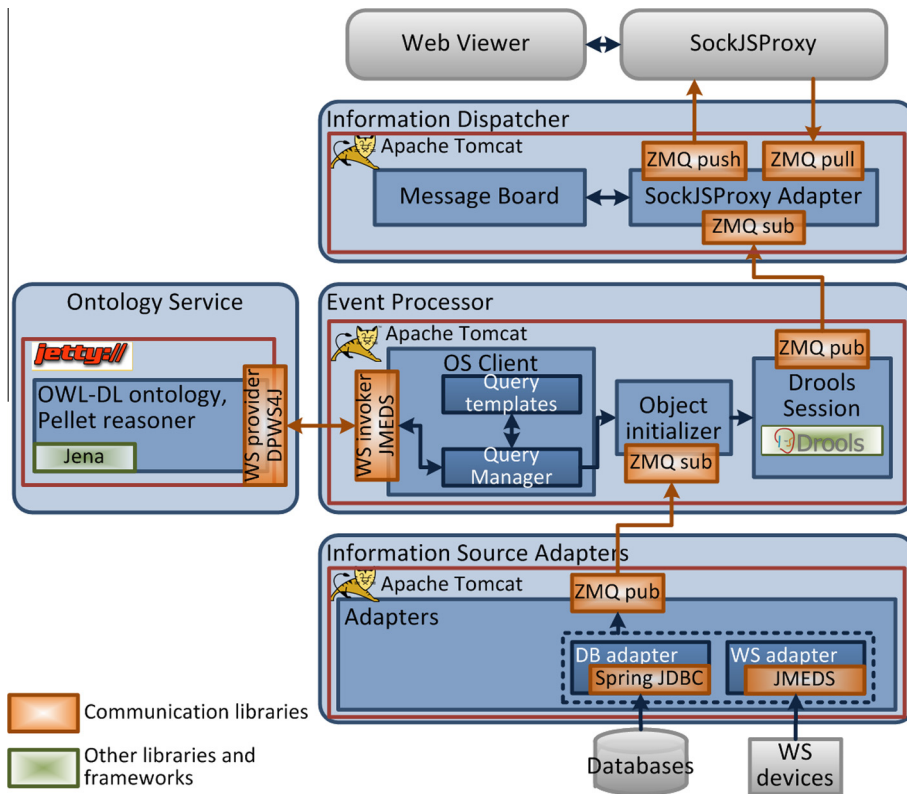 Web Viewer
SockJSProxy
Information Dispatcher
Apache Tomcat
ZMQ push
ZMQ pull
Message Board
SockJSProxy Adapter
ZMQ sub
Ontology Service
jetty://
OWL-DL ontology,
Pellet reasoner
Jena
WS provider
DPWS4J
Event Processor
Apache Tomcat
OS Client
WS invoker
JMEDS
Query
templates
Query
Manager
Object
initializer
ZMQ sub
ZMQ pub
Drools
Session
Drools
Information Source Adapters
Apache Tomcat
ZMQ pub
Adapters
DB adapter
Spring JDBC
WS adapter
JMEDS
Databases
WS
devices
Communication libraries
Other libraries and
frameworks